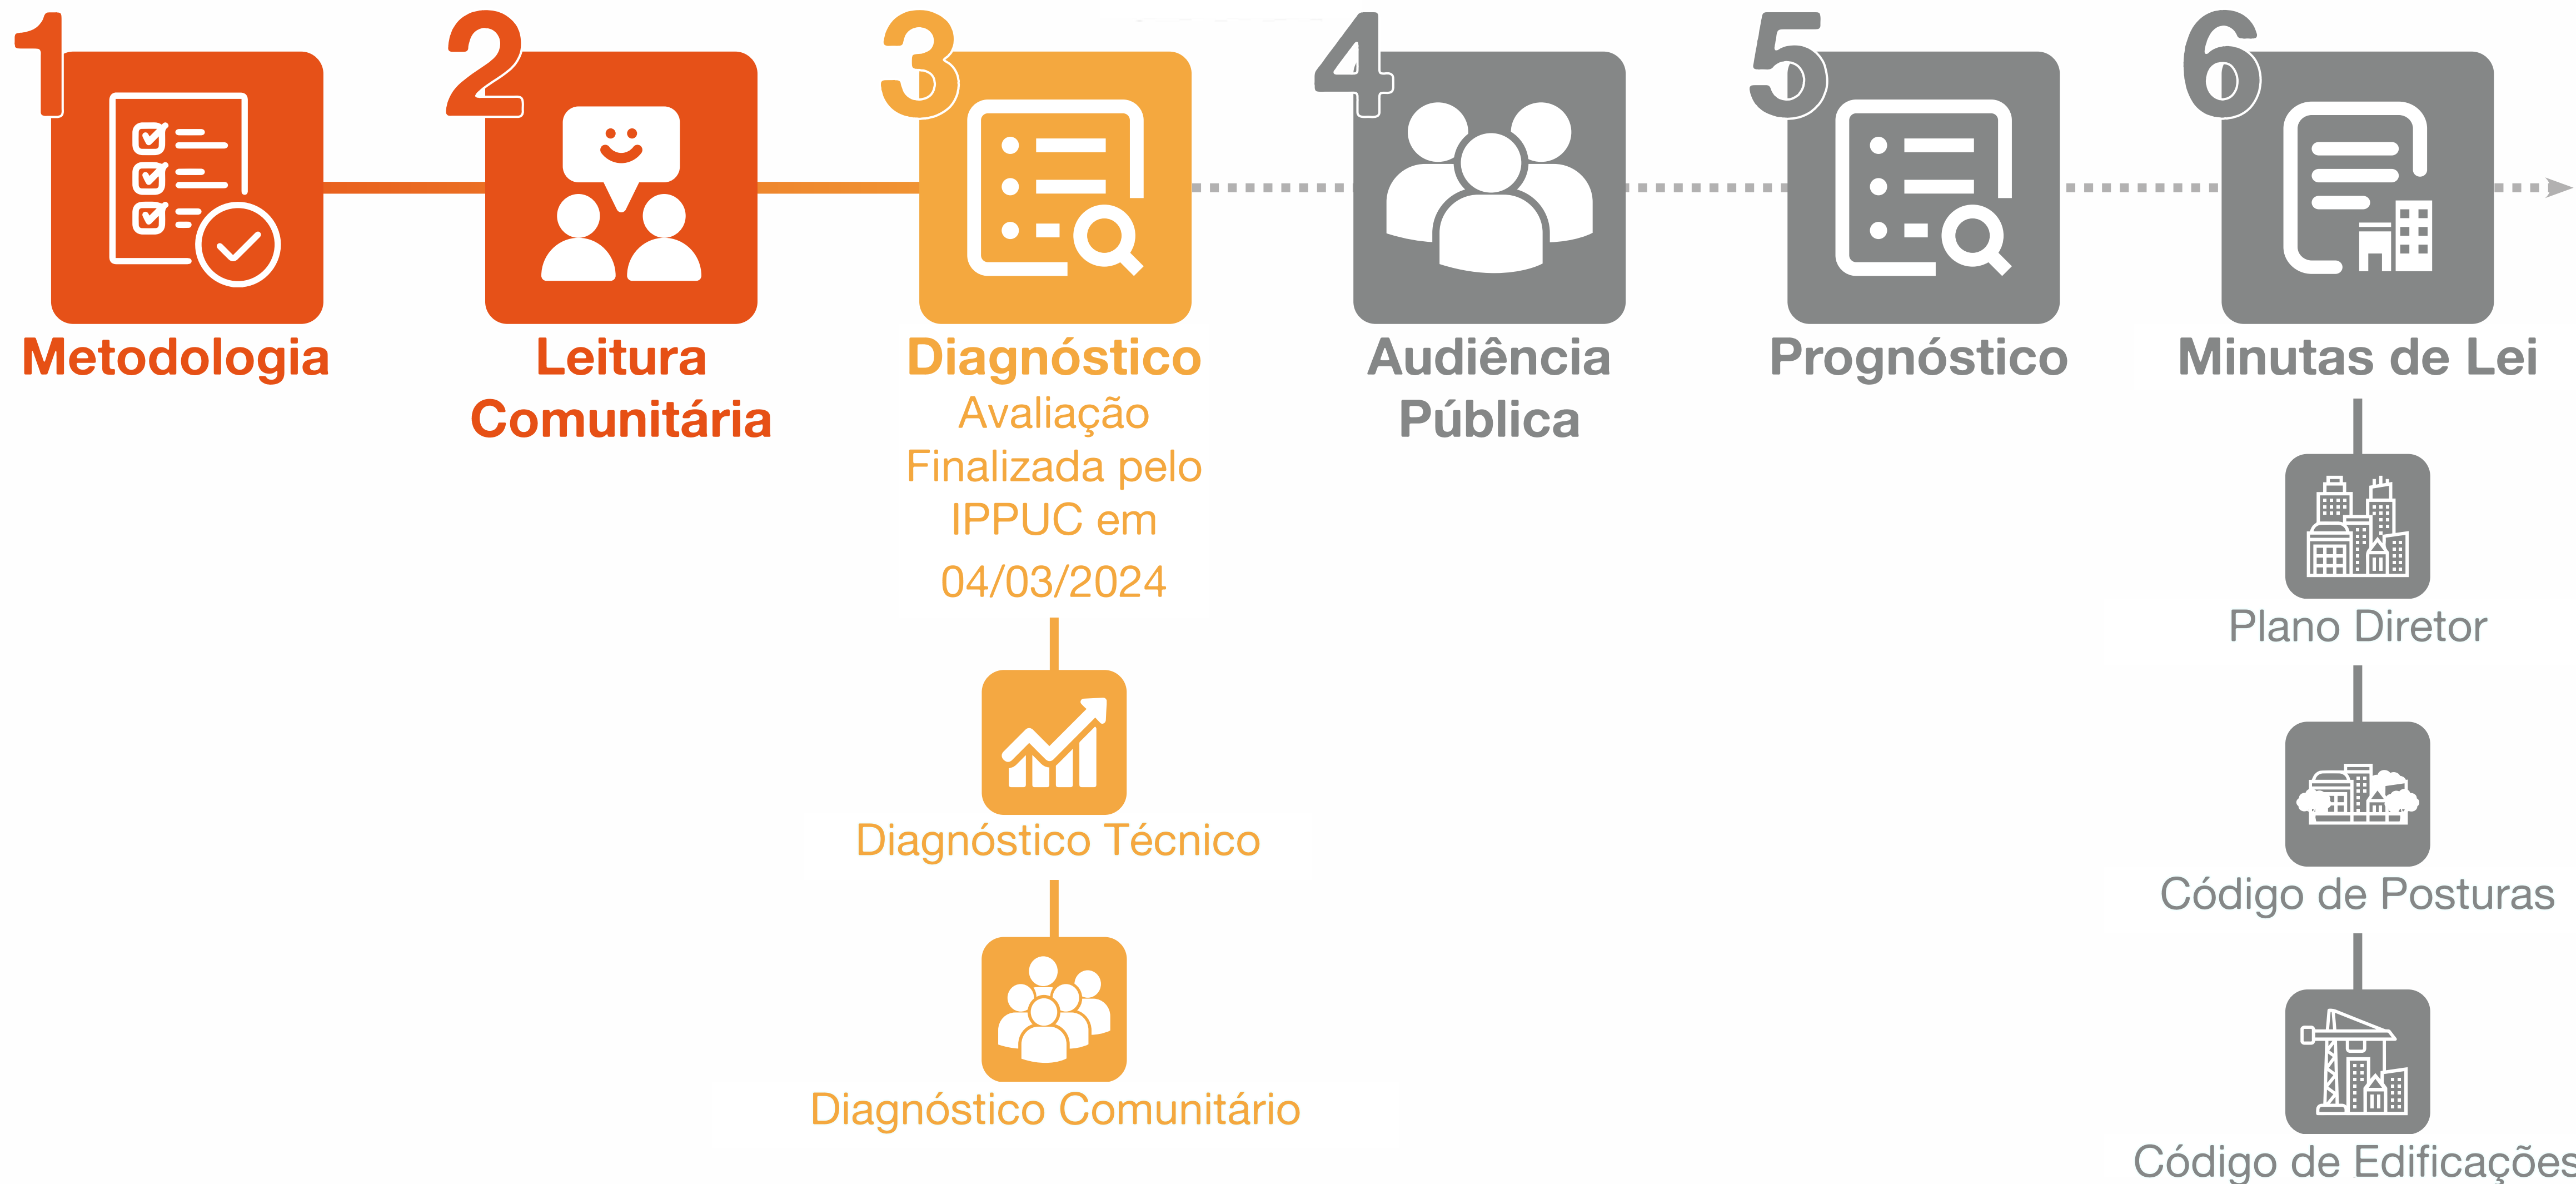 1
Metodologia
2
Leitura
Comunitária
3
Diagnóstico
Avaliação
Finalizada pelo
IPPUC em
04/03/2024
Diagnóstico Técnico
Diagnóstico Comunitário
4
Audiência
Pública
5
Prognóstico
6
Minutas de Lei
Plano Diretor
Código de Posturas
Código de Edificações